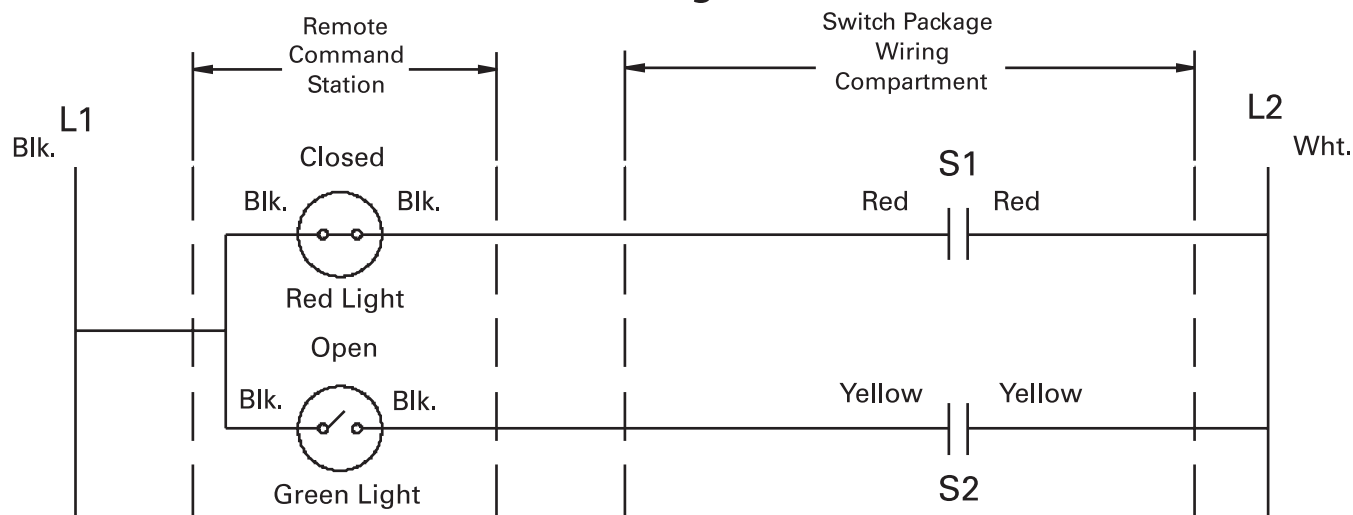 Remote
Command
Station
Switch Package
Wiring
Compartment
L1
Blk.
L2
Wht.
Closed
Blk.
Blk.
Red Light
S1
Red
Red
Open
Blk.
Blk.
Green Light
Yellow
Yellow
S2